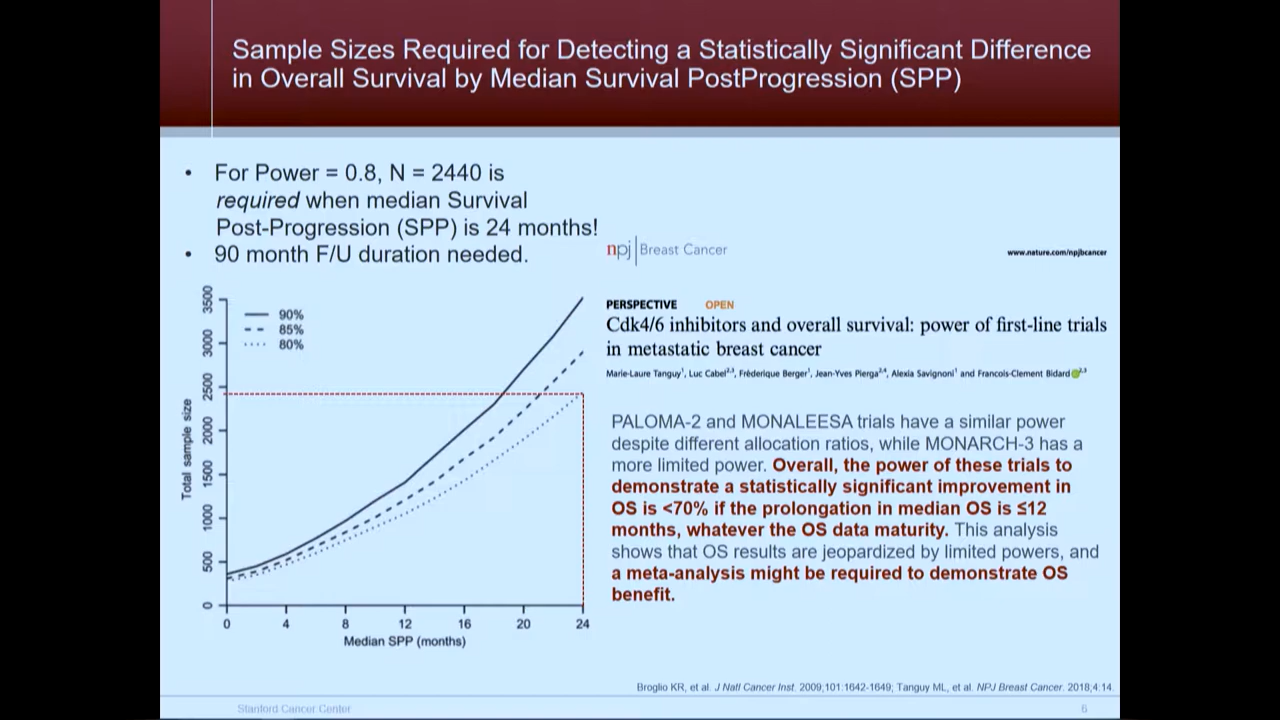 Sample Sizes Required for Detecting a Statistically Significant Difference
in Overall Survival by Median Survival PostProgression (SPP)
• For Power = 0.8, N = 2440 is
required when median Survival
Post-Progression (SPP) is 24 months!
• 90 month F/U duration needed.
npj | Breast Cancer
www.nature.com/npjbcancer
PERSPECTIVE OPEN
Cdk4/6 inhibitors and overall survival: power of first-line trials
in metastatic breast cancer
Marie-Laure Tanguy1, Luc Cabel2,3, Fréderique Berger1, Jean-Yves Pierga2,4, Alexia Savignoni1 and Francois-Clement Bidard2,3
PALOMA-2 and MONALEESA trials have a similar power
despite different allocation ratios, while MONARCH-3 has a
more limited power. Overall, the power of these trials to
demonstrate a statistically significant improvement in
OS is <70% if the prolongation in median OS is ≤12
months, whatever the OS data maturity. This analysis
shows that OS results are jeopardized by limited powers, and
a meta-analysis might be required to demonstrate OS
benefit.
90%
85%
80%
Total sample size
3500
3000
2500
2000
1500
1000
500
0
0 4 8 12 16 20 24
Median SPP (months)
Broglio KR, et al. J Natl Cancer Inst. 2009;101:1642-1649; Tanguy ML, et al. NPJ Breast Cancer. 2018;4:14.
Stanford Cancer Center
6